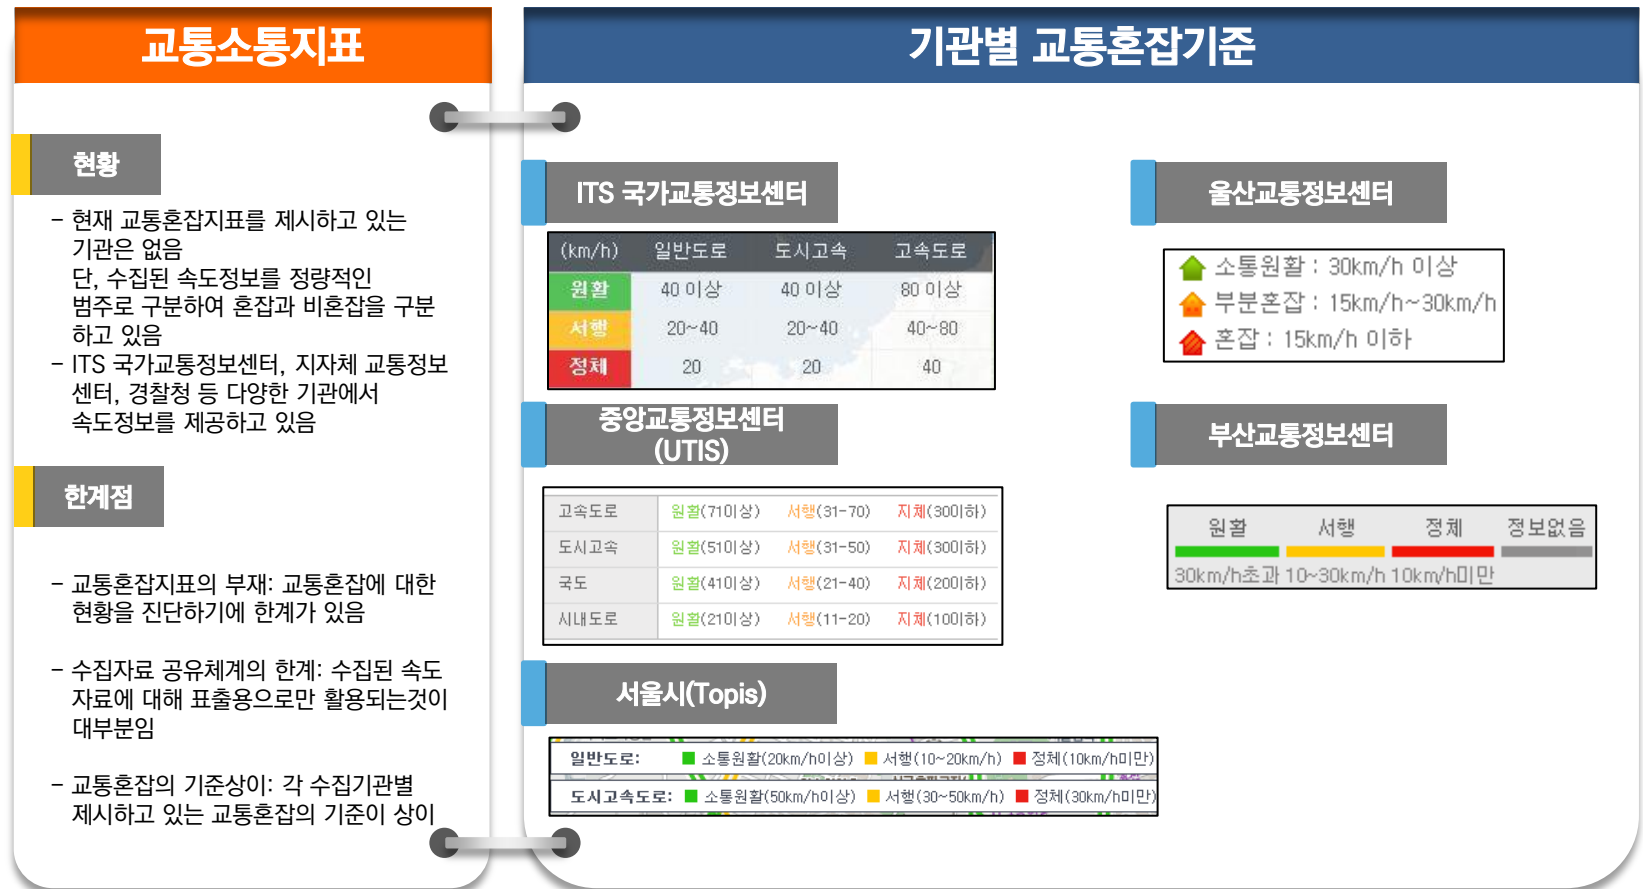 교통소통지표
현황
- 현재 교통혼잡지표를 제시하고 있는
기관은 없음
단, 수집된 속도정보를 정량적인
범주로 구분하여 혼잡과 비혼잡을 구분
하고 있음
- ITS 국가교통정보센터, 지자체 교통정보
센터, 경찰청 등 다양한 기관에서
속도정보를 제공하고 있음
한계점
- 교통혼잡지표의 부재: 교통혼잡에 대한
현황을 진단하기에 한계가 있음
- 수집자료 공유체계의 한계: 수집된 속도
자료에 대해 표출용으로만 활용되는것이
대부분임
- 교통혼잡의 기준상이: 각 수집기관별
제시하고 있는 교통혼잡의 기준이 상이
기관별 교통혼잡기준
ITS 국가교통정보센터
(km/h) 일반도로 도시고속 고속도로
원활 40 이상 40 이상 80 이상
서행 20~40 20~40 40~80
정체 20 20 40
중앙교통정보센터
(UTIS)
고속도로 원활(71이상) 서행(31-70) 지체(30이하)
도시고속 원활(51이상) 서행(31-50) 지체(30이하)
국도 원활(41이상) 서행(21-40) 지체(20이하)
시내도로 원활(21이상) 서행(11-20) 지체(10이하)
서울시(Topis)
일반도로: 소통원활(20km/h이상) 서행(10~20km/h) 정체(10km/h미만)
도시고속도로: 소통원활(50km/h이상) 서행(30~50km/h) 정체(30km/h미만)
울산교통정보센터
소통원활 : 30km/h 이상
부분혼잡 : 15km/h~30km/h
혼잡 : 15km/h 이하
부산교통정보센터
원활 서행 정체 정보없음
30km/h초과 10~30km/h 10km/h미만